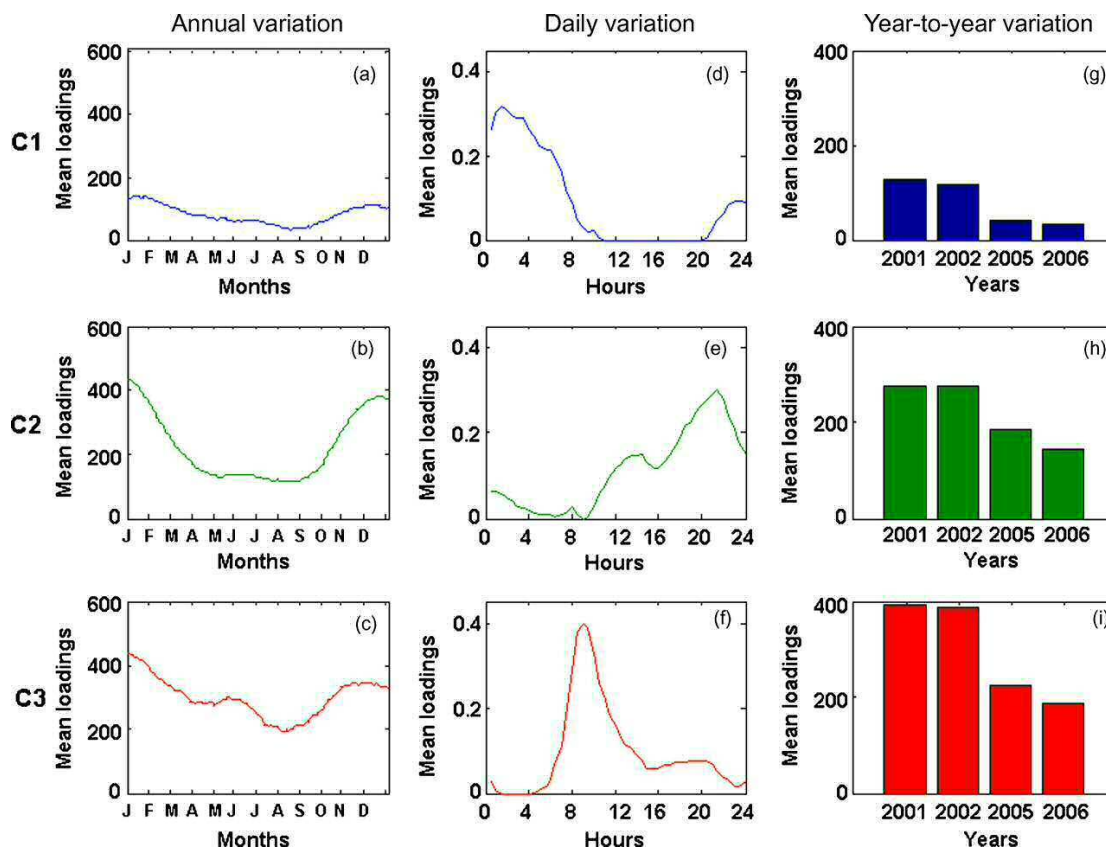 Annual variation
Daily variation
Year-to-year variation
C1
Mean loadings
600
400
200
0
(a)
J F M A M J J A S O N D
Months
Mean loadings
0.4
0.2
0
(d)
0 4 8 12 16 20 24
Hours
Mean loadings
400
200
0
(g)
2001 2002 2005 2006
Years
C2
Mean loadings
600
400
200
0
(b)
J F M A M J J A S O N D
Months
Mean loadings
0.4
0.2
0
(e)
0 4 8 12 16 20 24
Hours
Mean loadings
400
200
0
(h)
2001 2002 2005 2006
Years
C3
Mean loadings
600
400
200
0
(c)
J F M A M J J A S O N D
Months
Mean loadings
0.4
0.2
0
(f)
0 4 8 12 16 20 24
Hours
Mean loadings
400
200
0
(i)
2001 2002 2005 2006
Years